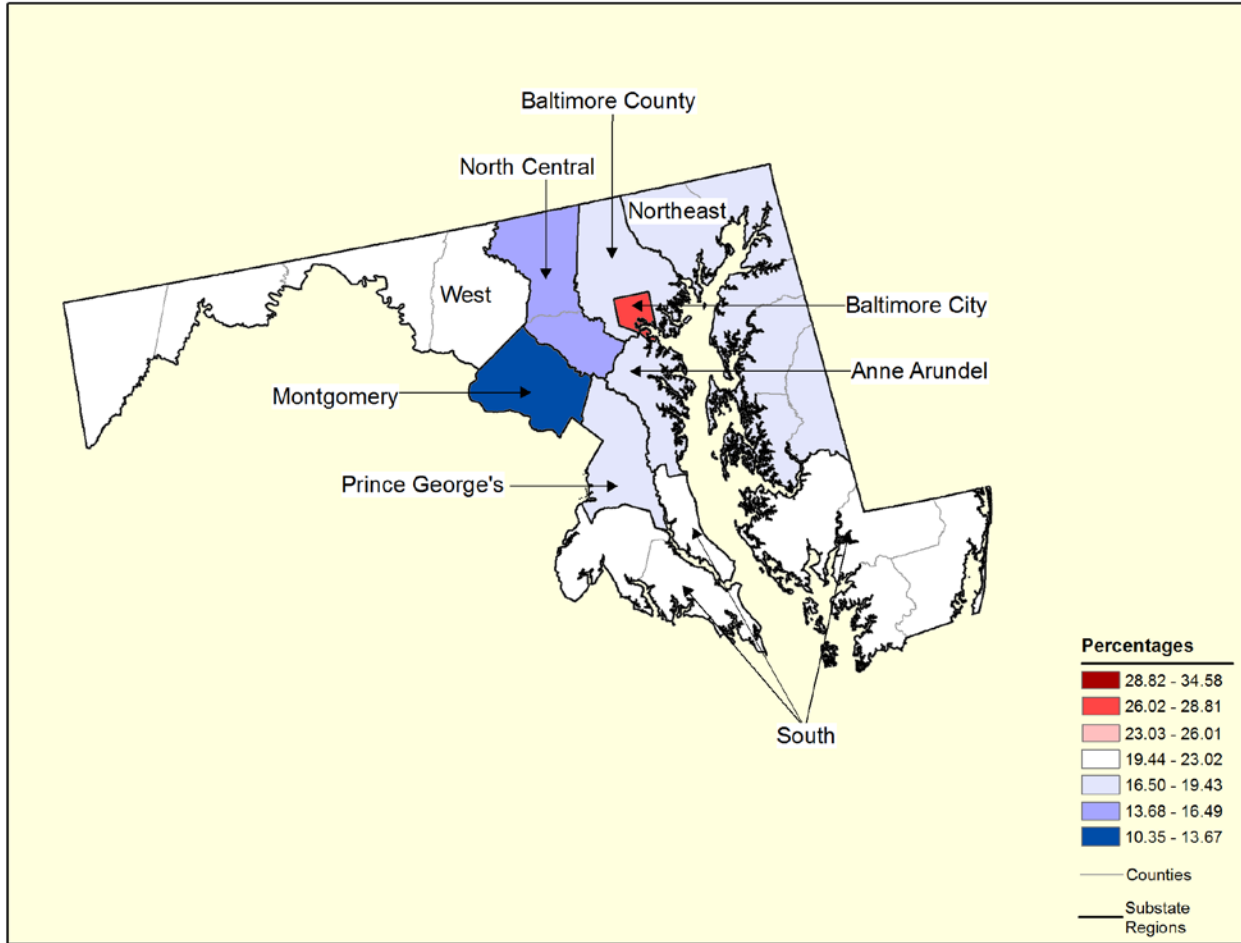 Baltimore County
North Central
Northeast
West
Baltimore City
Anne Arundel
Montgomery
Prince George's
South
Percentages
28.82 - 34.58
26.02 - 28.81
23.03 - 26.01
19.44 - 23.02
16.50 - 19.43
13.68 - 16.49
10.35 - 13.67
Counties
Substate
Regions